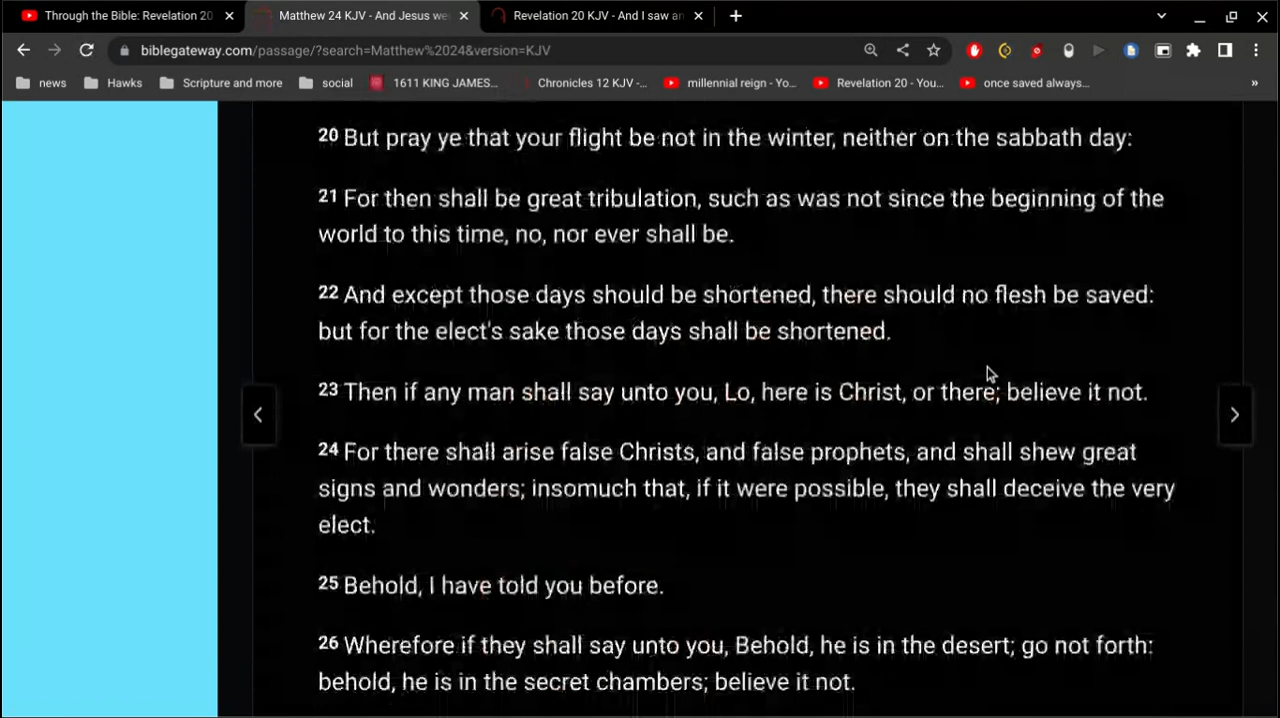 Through the Bible: Revelation 20
Matthew 24 KJV - And Jesus we
Revelation 20 KJV - And I saw an
biblegateway.com/passage/?search=Matthew%2024&version=KJV
news
Hawks
Scripture and more
social
1611 KING JAMES...
Chronicles 12 KJV -...
millennial reign - Yo...
Revelation 20 - You...
once saved always...
20 But pray ye that your flight be not in the winter, neither on the sabbath day:
21 For then shall be great tribulation, such as was not since the beginning of the
world to this time, no, nor ever shall be.
22 And except those days should be shortened, there should no flesh be saved:
but for the elect's sake those days shall be shortened.
23 Then if any man shall say unto you, Lo, here is Christ, or there; believe it not.
24 For there shall arise false Christs, and false prophets, and shall shew great
signs and wonders; insomuch that, if it were possible, they shall deceive the very
elect.
25 Behold, I have told you before.
26 Wherefore if they shall say unto you, Behold, he is in the desert; go not forth:
behold, he is in the secret chambers; believe it not.